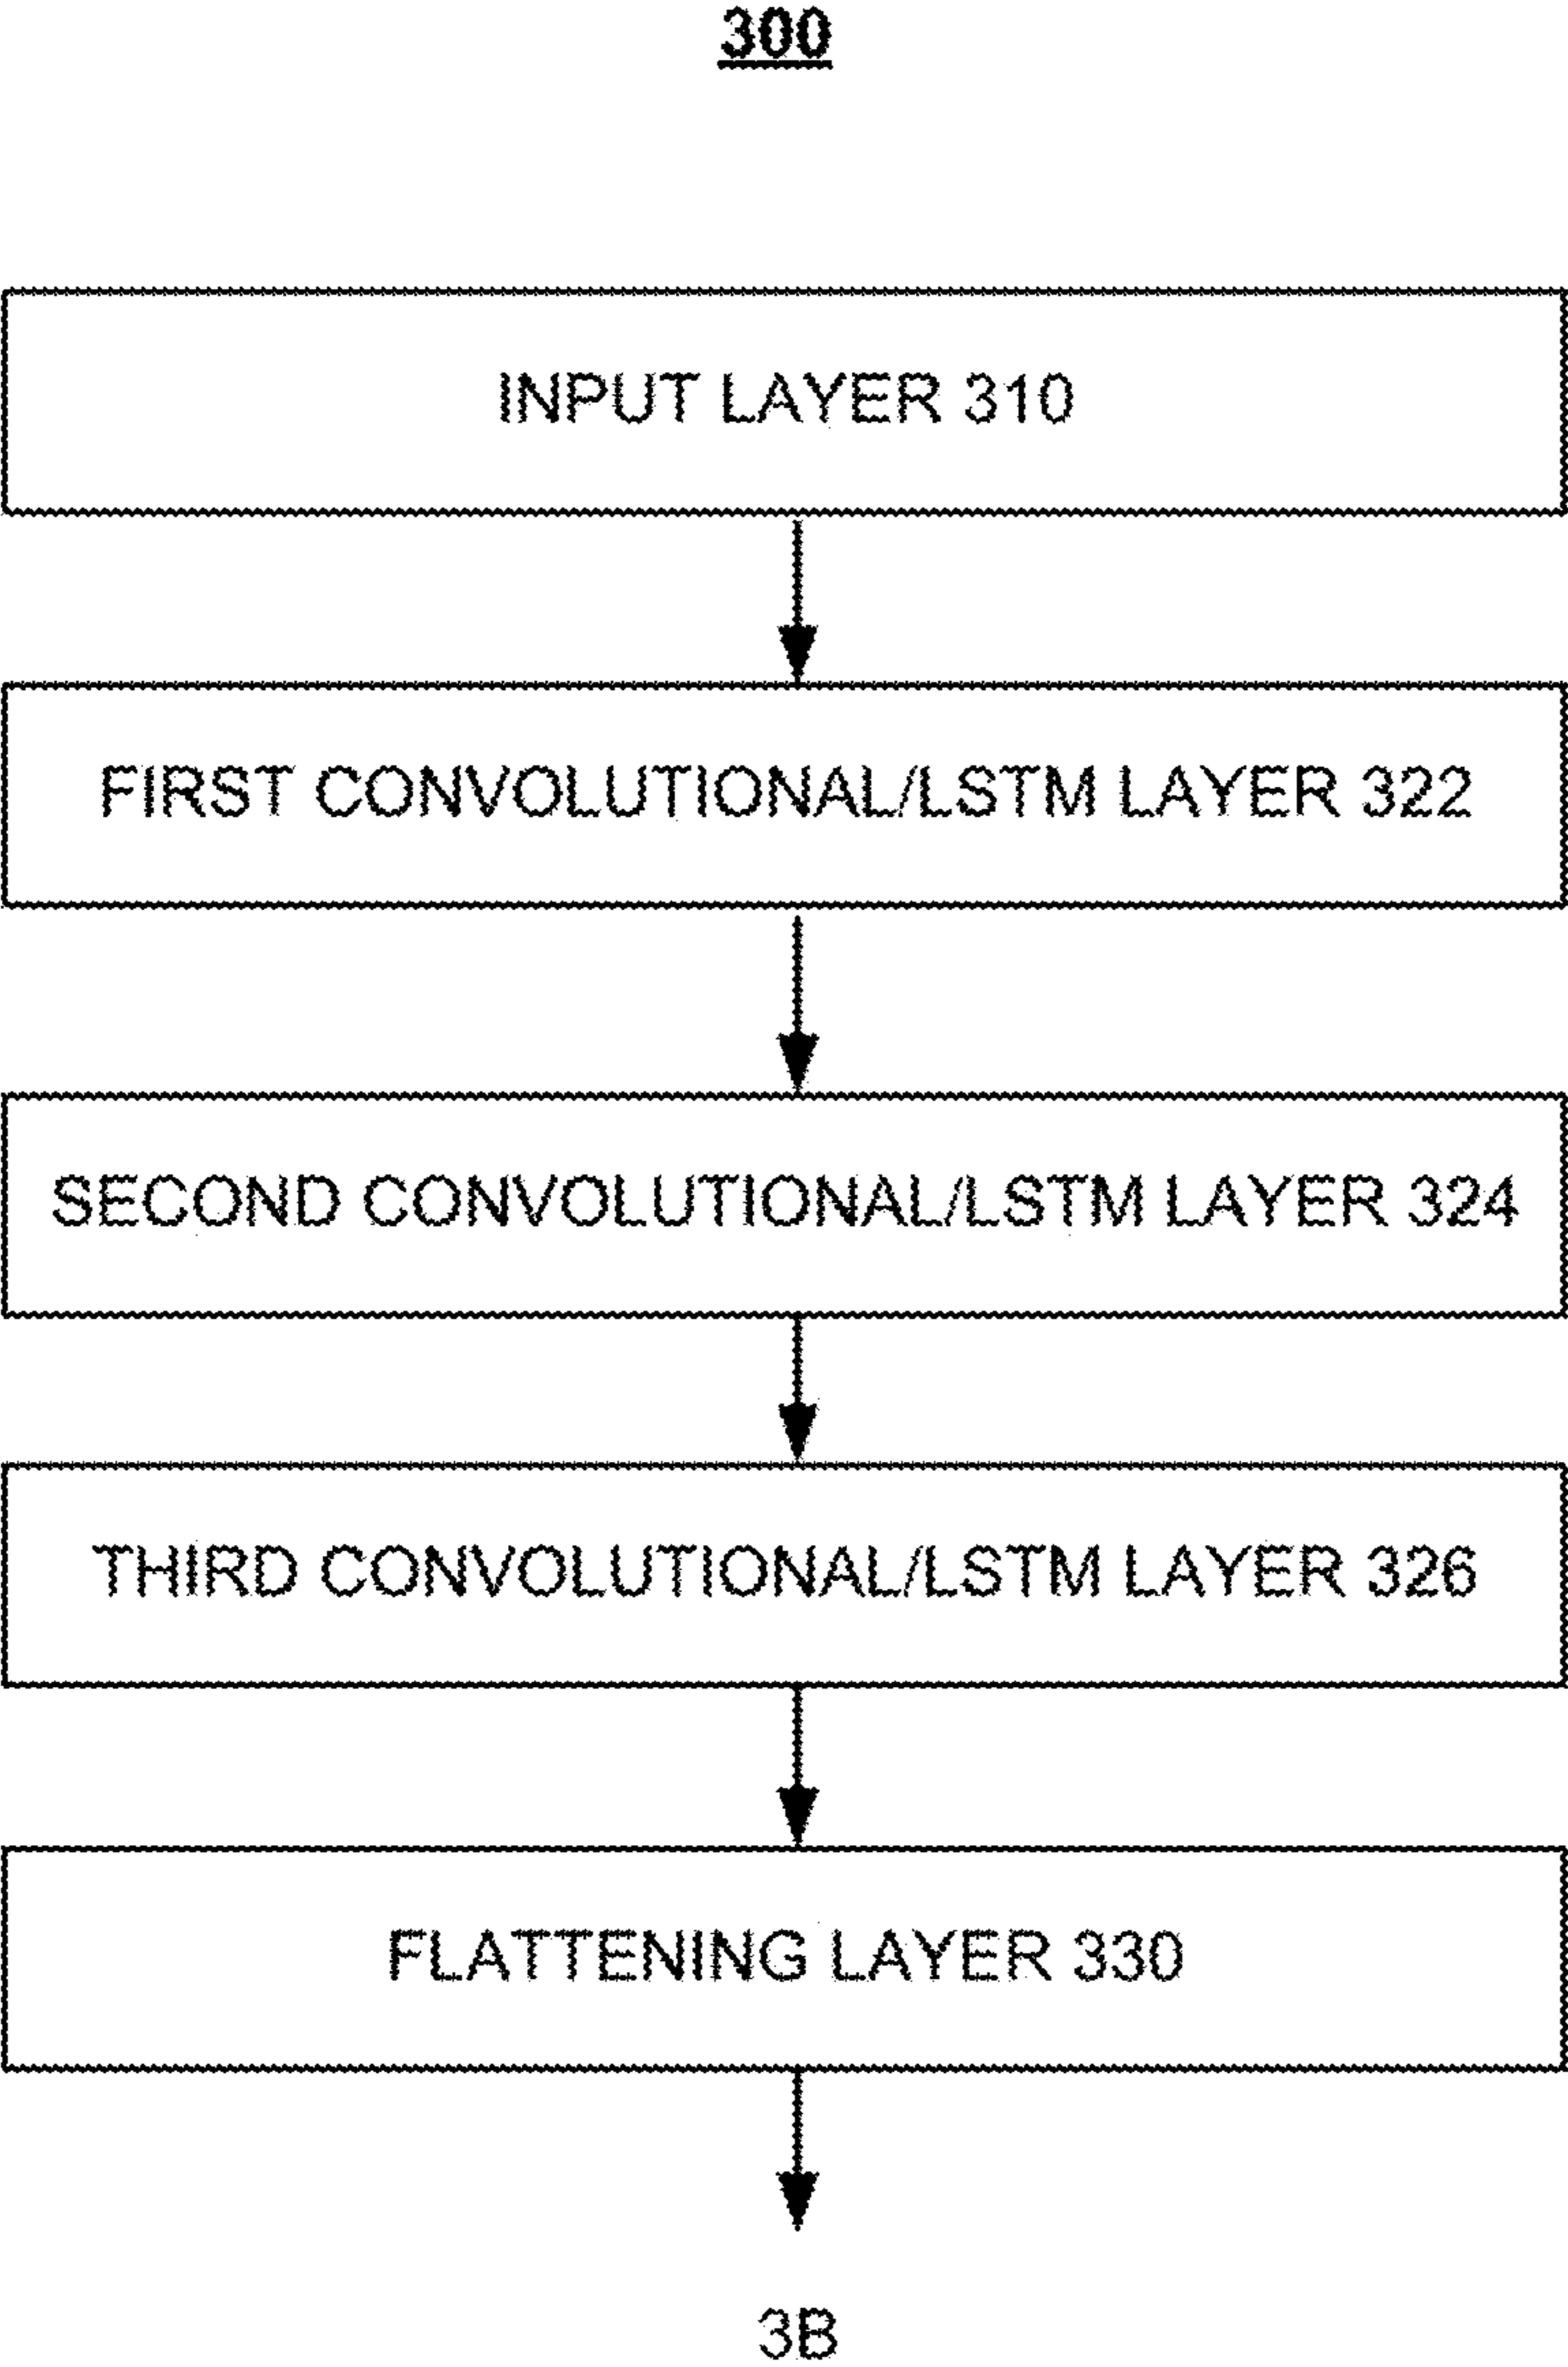 300
INPUT LAYER 310
FIRST CONVOLUTIONAL/LSTM LAYER 322
SECOND CONVOLUTIONAL/LSTM LAYER 324
THIRD CONVOLUTIONAL/LSTM LAYER 326
FLATTENING LAYER 330
3B